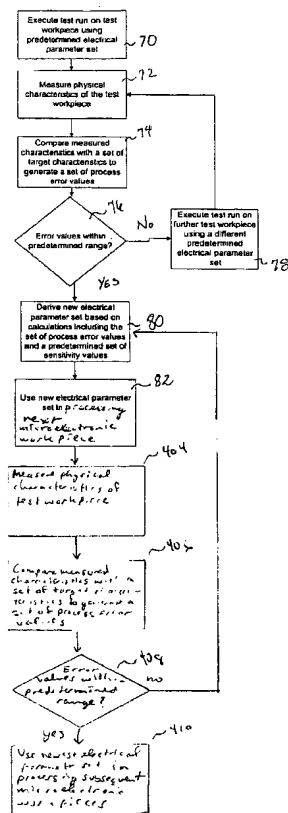 Execute test run on test
workpiece using
predetermined electrical
parameter set
70
72
Measure physical
characteristics of the test
workpiece
74
Compare measured
characteristics with a set of
target characteristics to
generate a set of process
error values
76
Error values within
predetermined range?
No
Execute test run on
further test workpiece
using a different
predetermined
electrical parameter
set
78
yes
80
Derive new electrical
parameter set based on
calculations including the
set of process error values
and a predetermined set of
sensitivity values
82
Use new electrical parameter
set in processing
next
microelectronic
workpiece
404
Measure physical
characteristics of
test workpiece
Compare measured
characteristics with a
set of target
to generate a
set of process error
values
Error
values within
predetermined
range?
no
yes
410
Use newest electrical
parameter set in
processing subsequent
microelectronic
workpieces